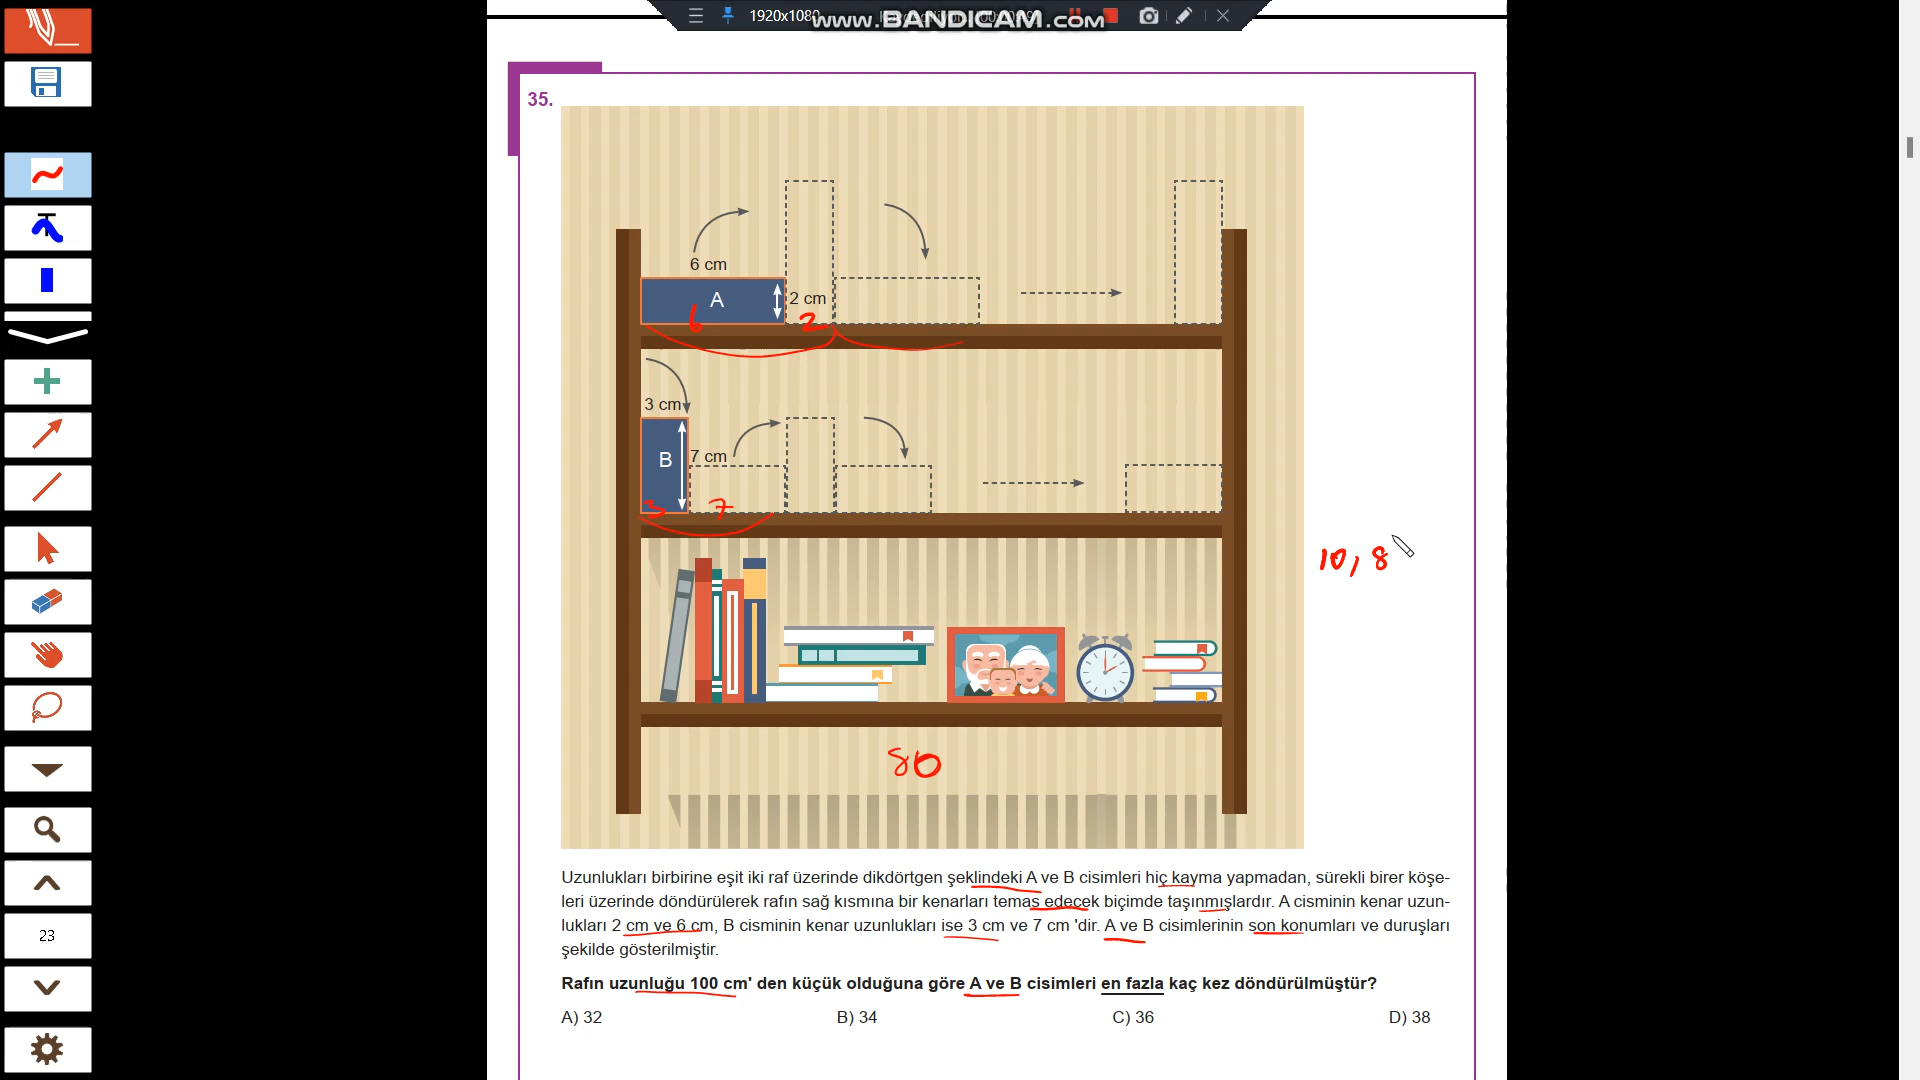 1920x1080
www.BANDICAM.com
35.
6 cm
A
2 cm
6
2
3 cm
B
7 cm
3
7
10, 8
80
Uzunlukları birbirine eşit iki raf üzerinde dikdörtgen şeklindeki A ve B cisimleri hiç kayma yapmadan, sürekli birer köşe-
leri üzerinde döndürülerek rafın sağ kısmına bir kenarları temas edecek biçimde taşınmışlardır. A cisminin kenar uzun-
lukları 2 cm ve 6 cm, B cisminin kenar uzunlukları ise 3 cm ve 7 cm 'dir. A ve B cisimlerinin son konumları ve duruşları
şekilde gösterilmiştir.
Rafın uzunluğu 100 cm' den küçük olduğuna göre A ve B cisimleri en fazla kaç kez döndürülmüştür?
A) 32
B) 34
C) 36
D) 38
23